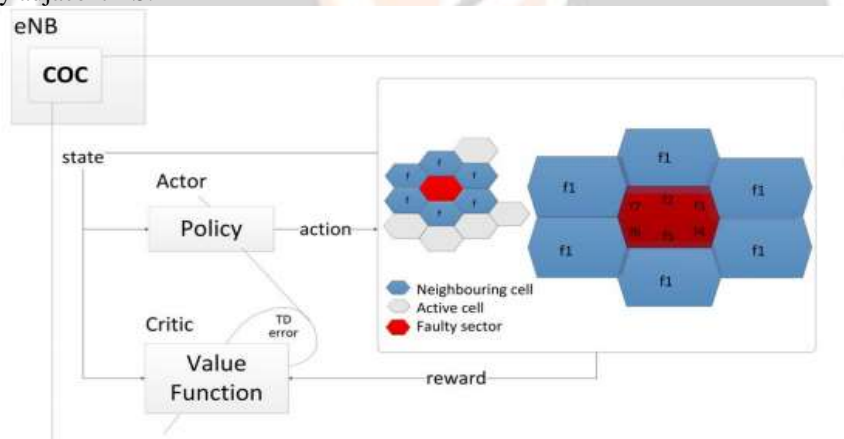 eNB
COC
state
Actor
Policy
action
Critic
TD
error
Value
Function
reward
f
f
f
f
f
f
Neighbouring cell
Active cell
Faulty sector
f1
f1
f1
f1
f1
f1